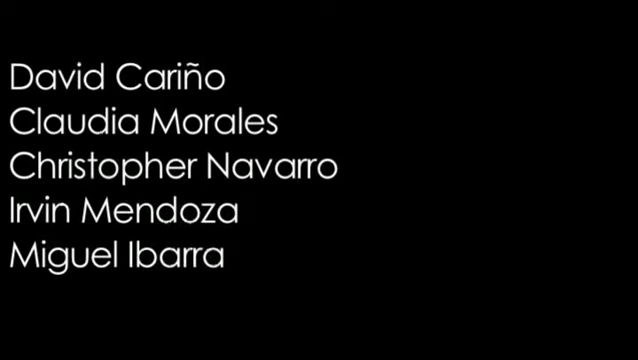 David Cariño
Claudia Morales
Christopher Navarro
Irvin Mendoza
Miguel Ibarra